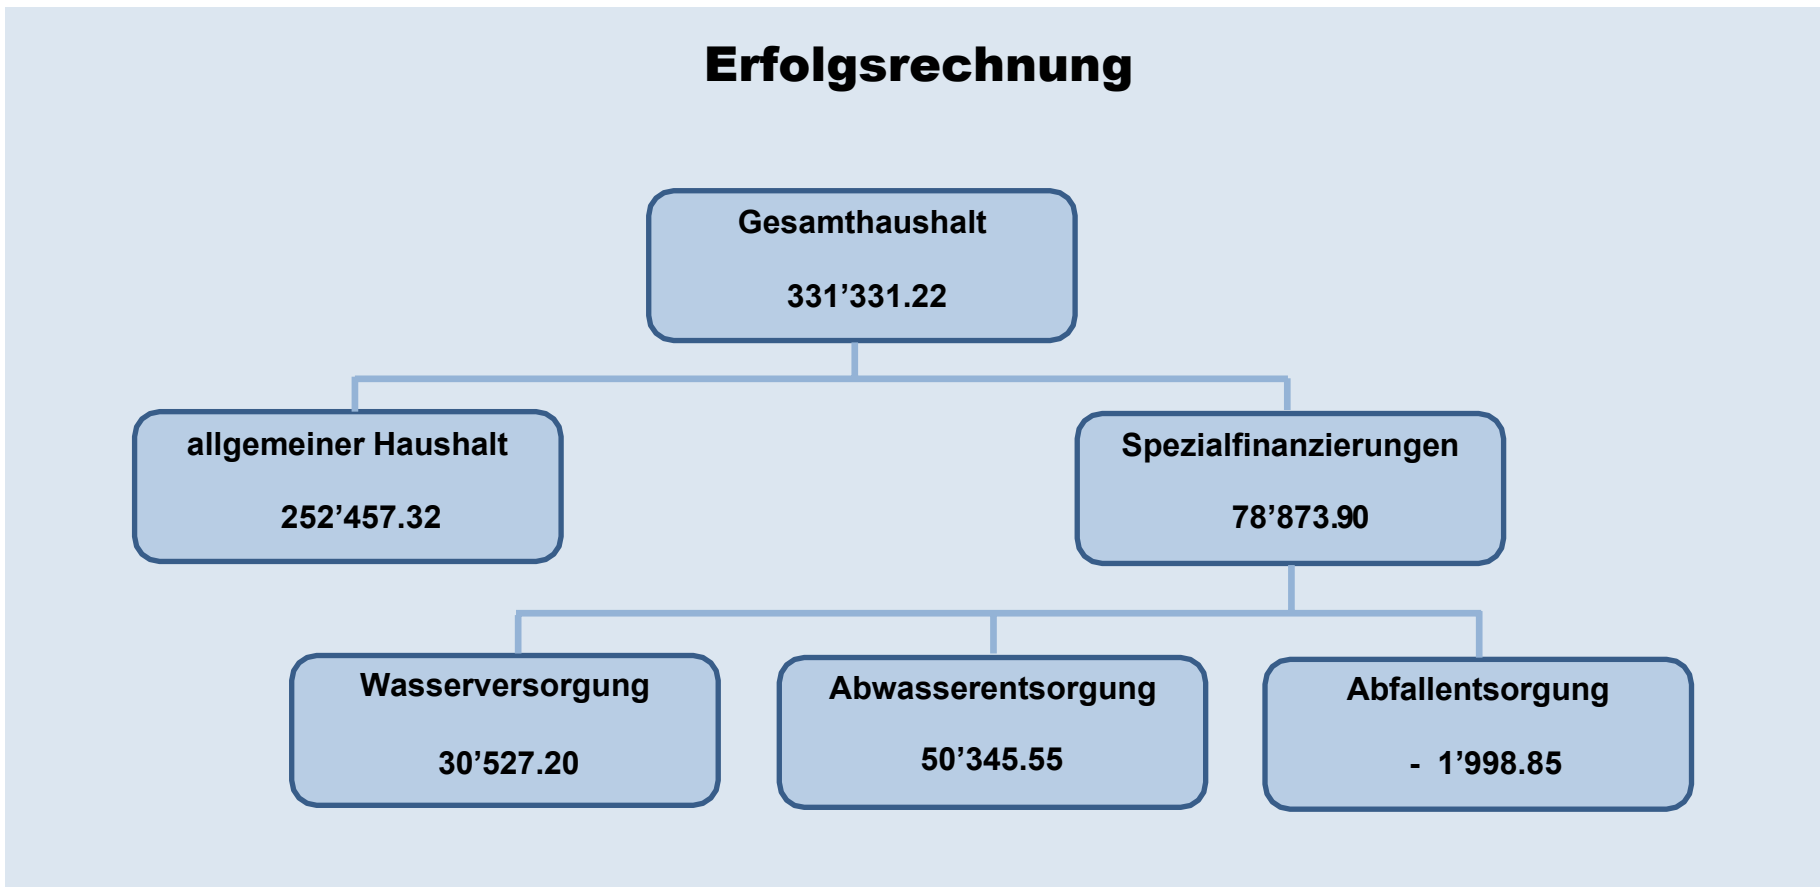 Erfolgsrechnung
Gesamthaushalt
331’331.22
allgemeiner Haushalt
252’457.32
Spezialfinanzierungen
78’873.90
Wasserversorgung
30’527.20
Abwasserentsorgung
50’345.55
Abfallentsorgung
- 1’998.85